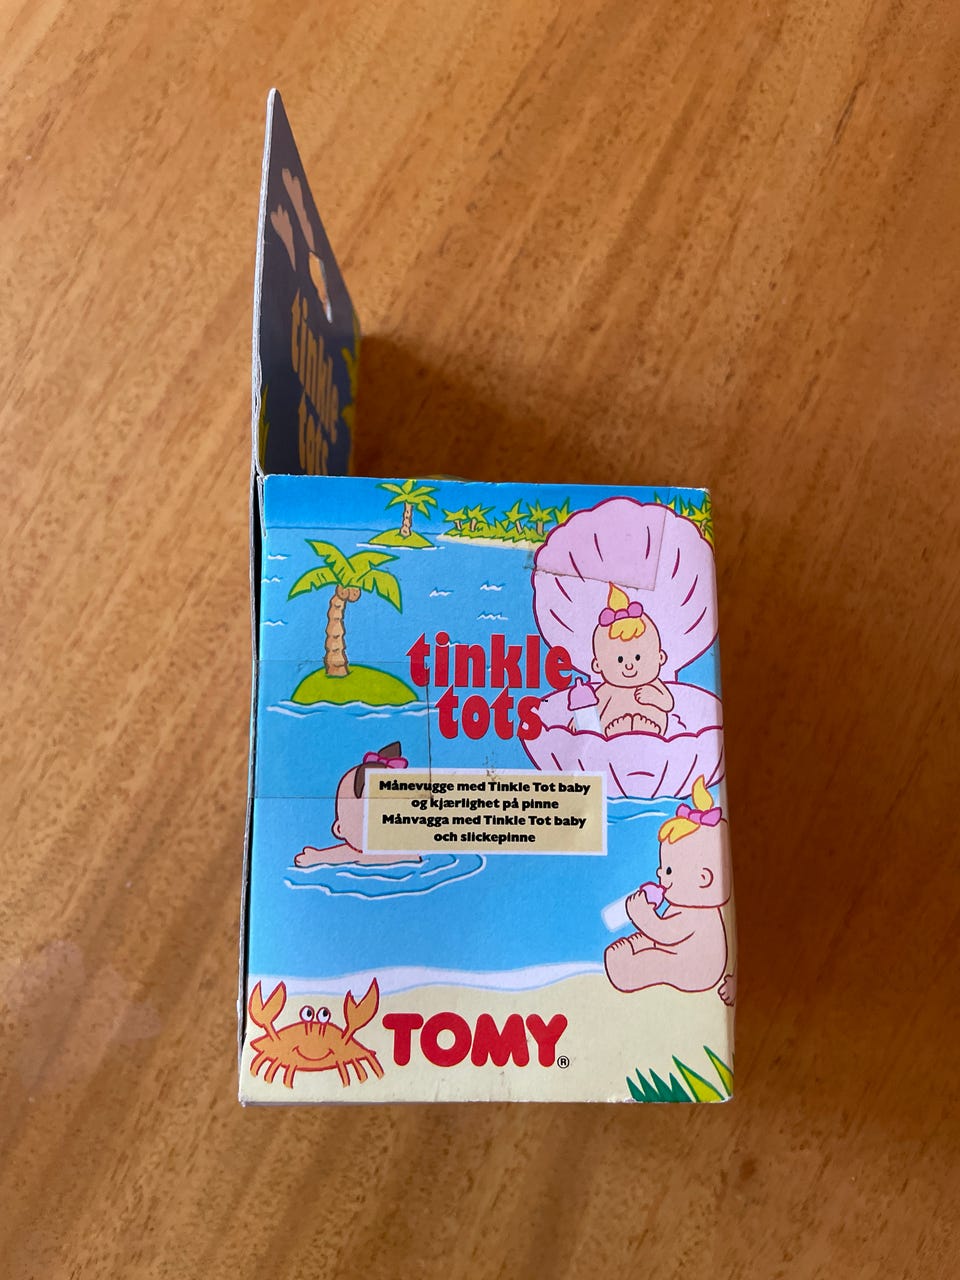 tinkle
tots
tinkle
tots
Månevugge med Tinkle Tot baby
og kjærlighet på pinne
Månvagga med Tinkle Tot baby
och slickepinne
TOMY®